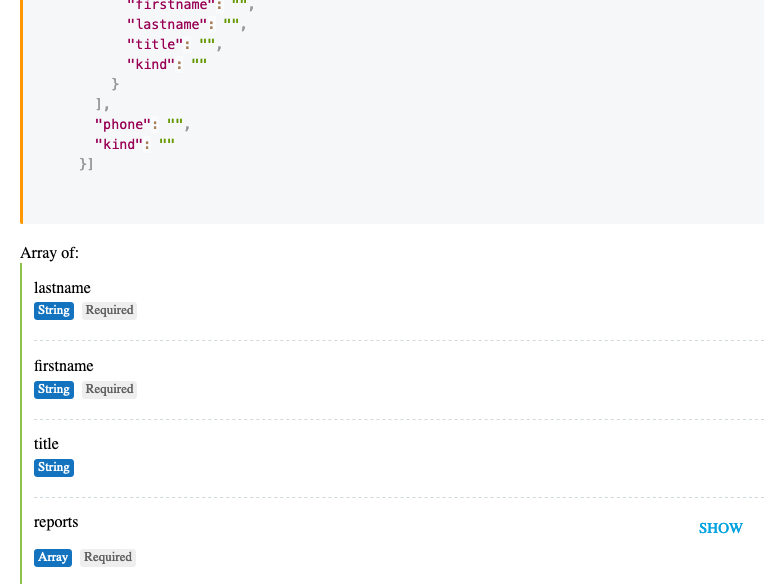 "firstname": "",
"lastname": "",
"title": "",
"kind": ""
}
],
"phone": "",
"kind": ""
}]
Array of:
lastname
String Required
firstname
String Required
title
String
reports
SHOW
Array Required